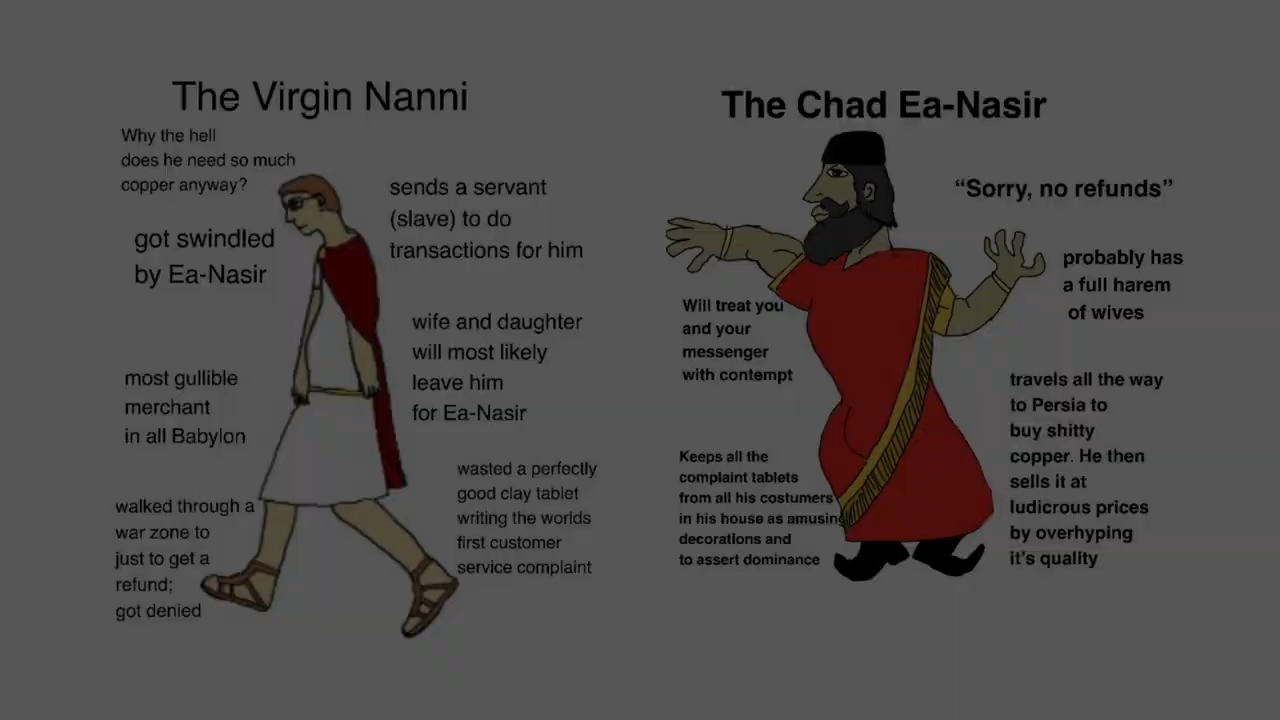 The Virgin Nanni
Why the hell
does he need so much
copper anyway?
got swindled
by Ea-Nasir
most gullible
merchant
in all Babylon
walked through a
war zone to
just to get a
refund;
got denied
sends a servant
(slave) to do
transactions for him
wife and daughter
will most likely
leave him
for Ea-Nasir
wasted a perfectly
good clay tablet
writing the worlds
first customer
service complaint
The Chad Ea-Nasir
Will treat you
and your
messenger
with contempt
Keeps all the
complaint tablets
from all his costumers
in his house as amusing
decorations and
to assert dominance
“Sorry, no refunds”
probably has
a full harem
of wives
travels all the way
to Persia to
buy shitty
copper. He then
sells it at
ludicrous prices
by overhyping
it’s quality